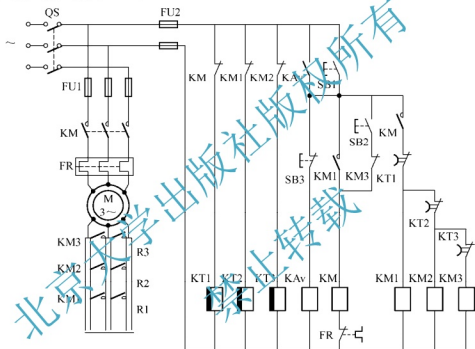 QS
FU2
~
FU1
KM KM1 KM2 KAv SB1
KM
SB2
KM
FR
SB3 KM1 KM3 KT1
M
3~
KT2
KT3
KM3
R3
KM2
R2
KM1
R1
KT1 KT2 KT3 KAv KM KM1 KM2 KM3
FR
北京大学出版社版权所有
禁止转载